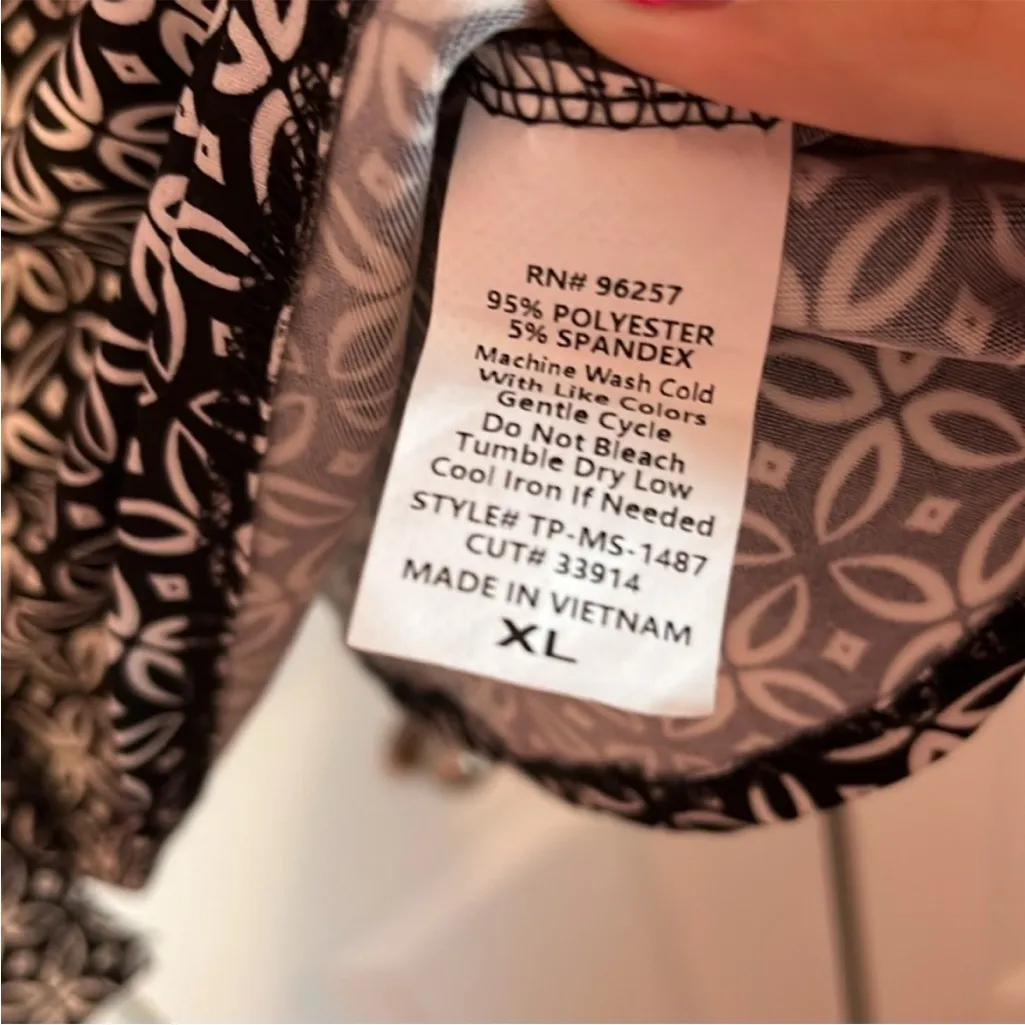 RN# 96257
95% POLYESTER
5% SPANDEX
Machine Wash Cold
With Like Colors
Gentle Cycle
Do Not Bleach
Tumble Dry Low
Cool Iron If Needed
STYLE# TP-MS-1487
CUT# 33914
MADE IN VIETNAM
XL